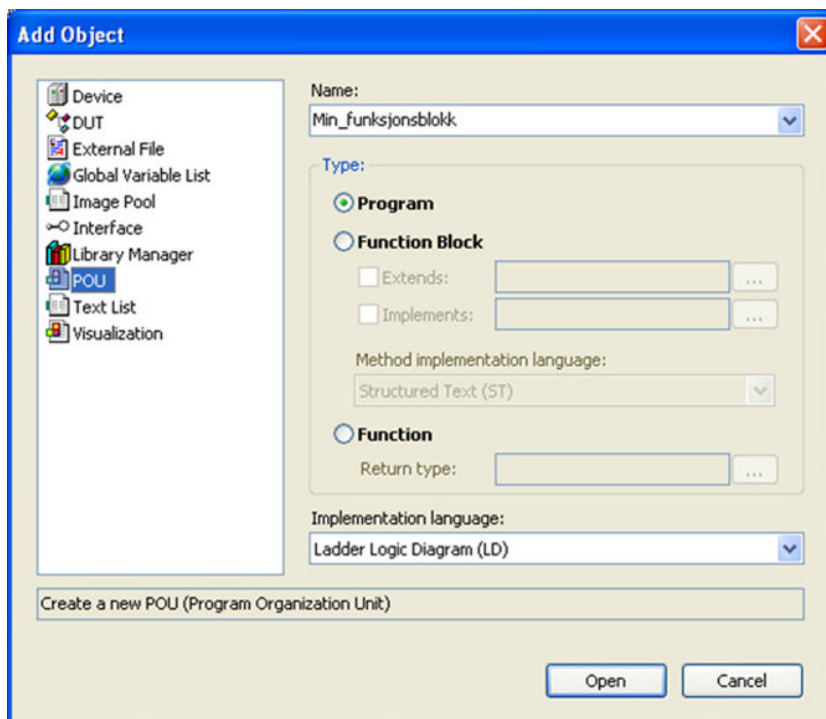 Add Object
Device
DUT
External File
Global Variable List
Image Pool
Interface
Library Manager
POU
Text List
Visualization
Name:
Min_funksjonsblokk
Type:
Program
Function Block
Extends:
...
Implements:
...
Method implementation language:
Structured Text (ST)
Function
Return type:
...
Implementation language:
Ladder Logic Diagram (LD)
Create a new POU (Program Organization Unit)
Open
Cancel